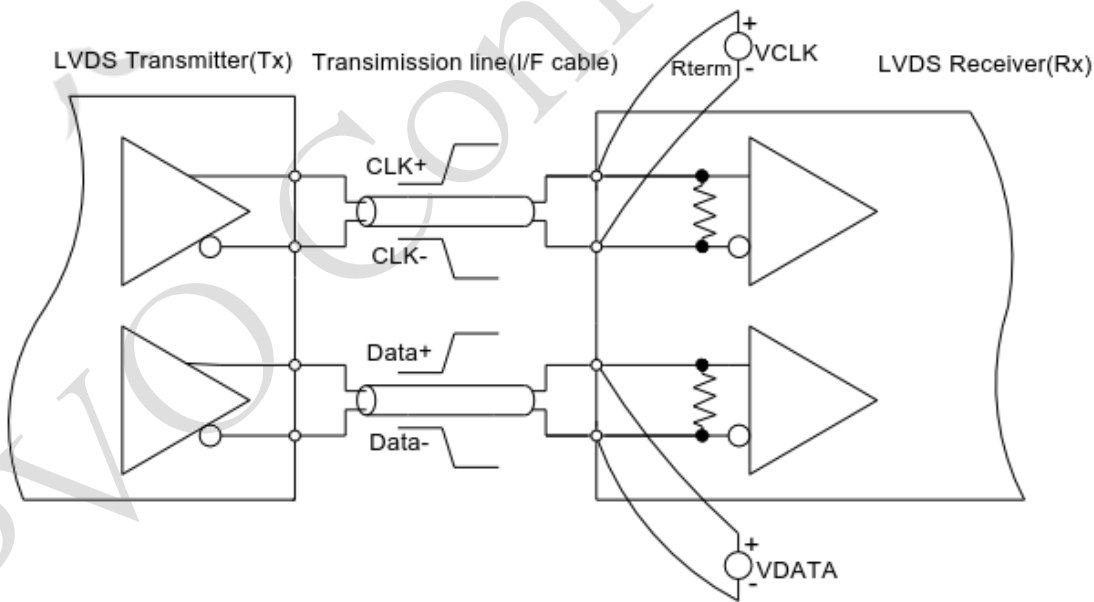 LVDS Transmitter(Tx)
Transimission line(I/F cable)
Rterm
+
VCLK
-
LVDS Receiver(Rx)
CLK+
CLK-
Data+
Data-
+
VDATA
-